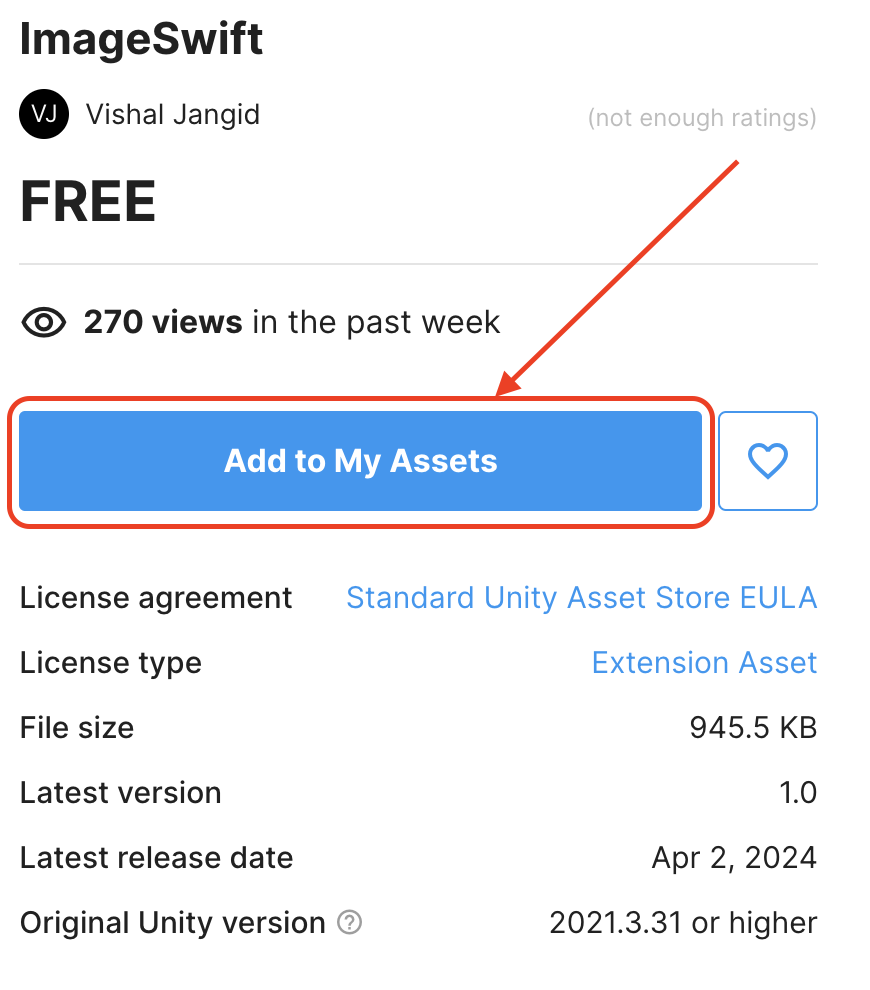 ImageSwift
VJ Vishal Jangid (not enough ratings)
FREE
270 views in the past week
Add to My Assets
License agreement Standard Unity Asset Store EULA
License type Extension Asset
File size 945.5 KB
Latest version 1.0
Latest release date Apr 2, 2024
Original Unity version ? 2021.3.31 or higher